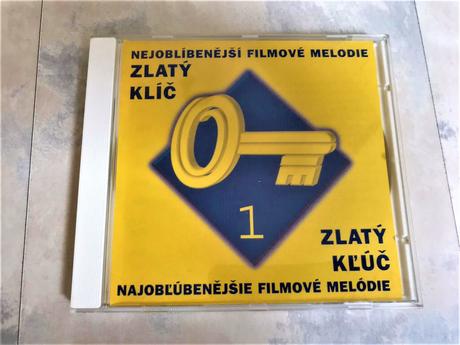 NEJOBLÍBENĚJŠÍ FILMOVÉ MELODIE
ZLATÝ
KLÍČ
1
ZLATÝ
KĽÚČ
NAJOBĽÚBENĚJŠIE FILMOVÉ MELÓDIE